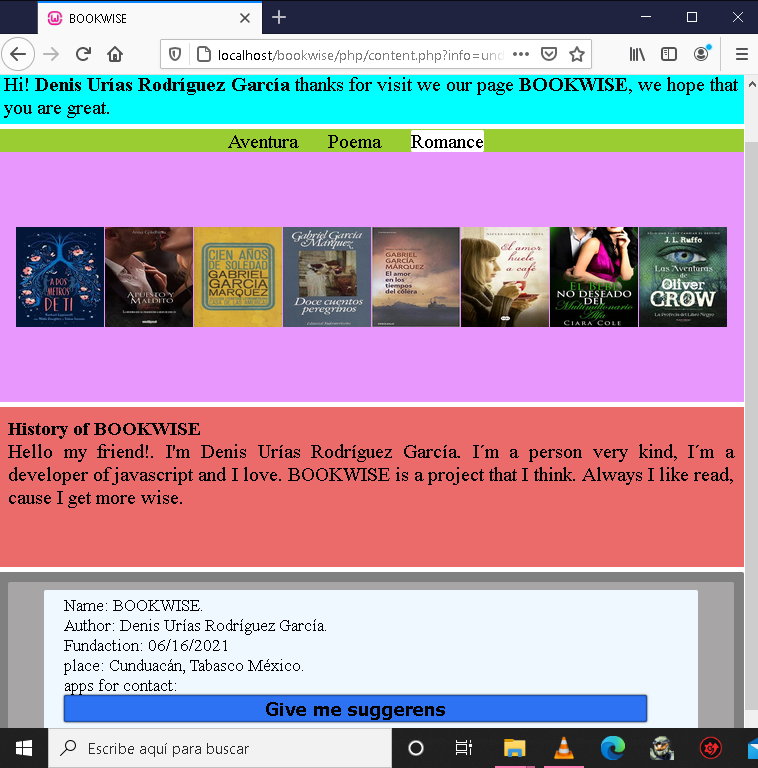 BOOKWISE
localhost/bookwise/php/content.php?info=und
Hi! Denis Urías Rodríguez García thanks for visit we our page BOOKWISE, we hope that
you are great.
Aventura Poema Romance
A DOS
METROS
DE TI
APUESTO Y
MALDITO
CIEN AÑOS
DE SOLEDAD
GABRIEL
GARCIA
MARQUEZ
Gabriel García
Márquez
Doce cuentos
peregrinos
GABRIEL
GARCÍA
MÁRQUEZ
El amor
en los
tiempos
del cólera
El amor
huele
a café
EL BEBÉ
NO DESEADO
DEL
Multimillonario
Alfa
CIARA COLE
J. L. Ruffo
Las Aventuras
de
OLIVER
CROW
History of BOOKWISE
Hello my friend!. I'm Denis Urías Rodríguez García. I´m a person very kind, I´m a
developer of javascript and I love. BOOKWISE is a project that I think. Always I like read,
cause I get more wise.
Name: BOOKWISE.
Author: Denis Urías Rodríguez García.
Fundaction: 06/16/2021
place: Cunduacán, Tabasco México.
apps for contact:
Give me suggerens
Escribe aquí para buscar